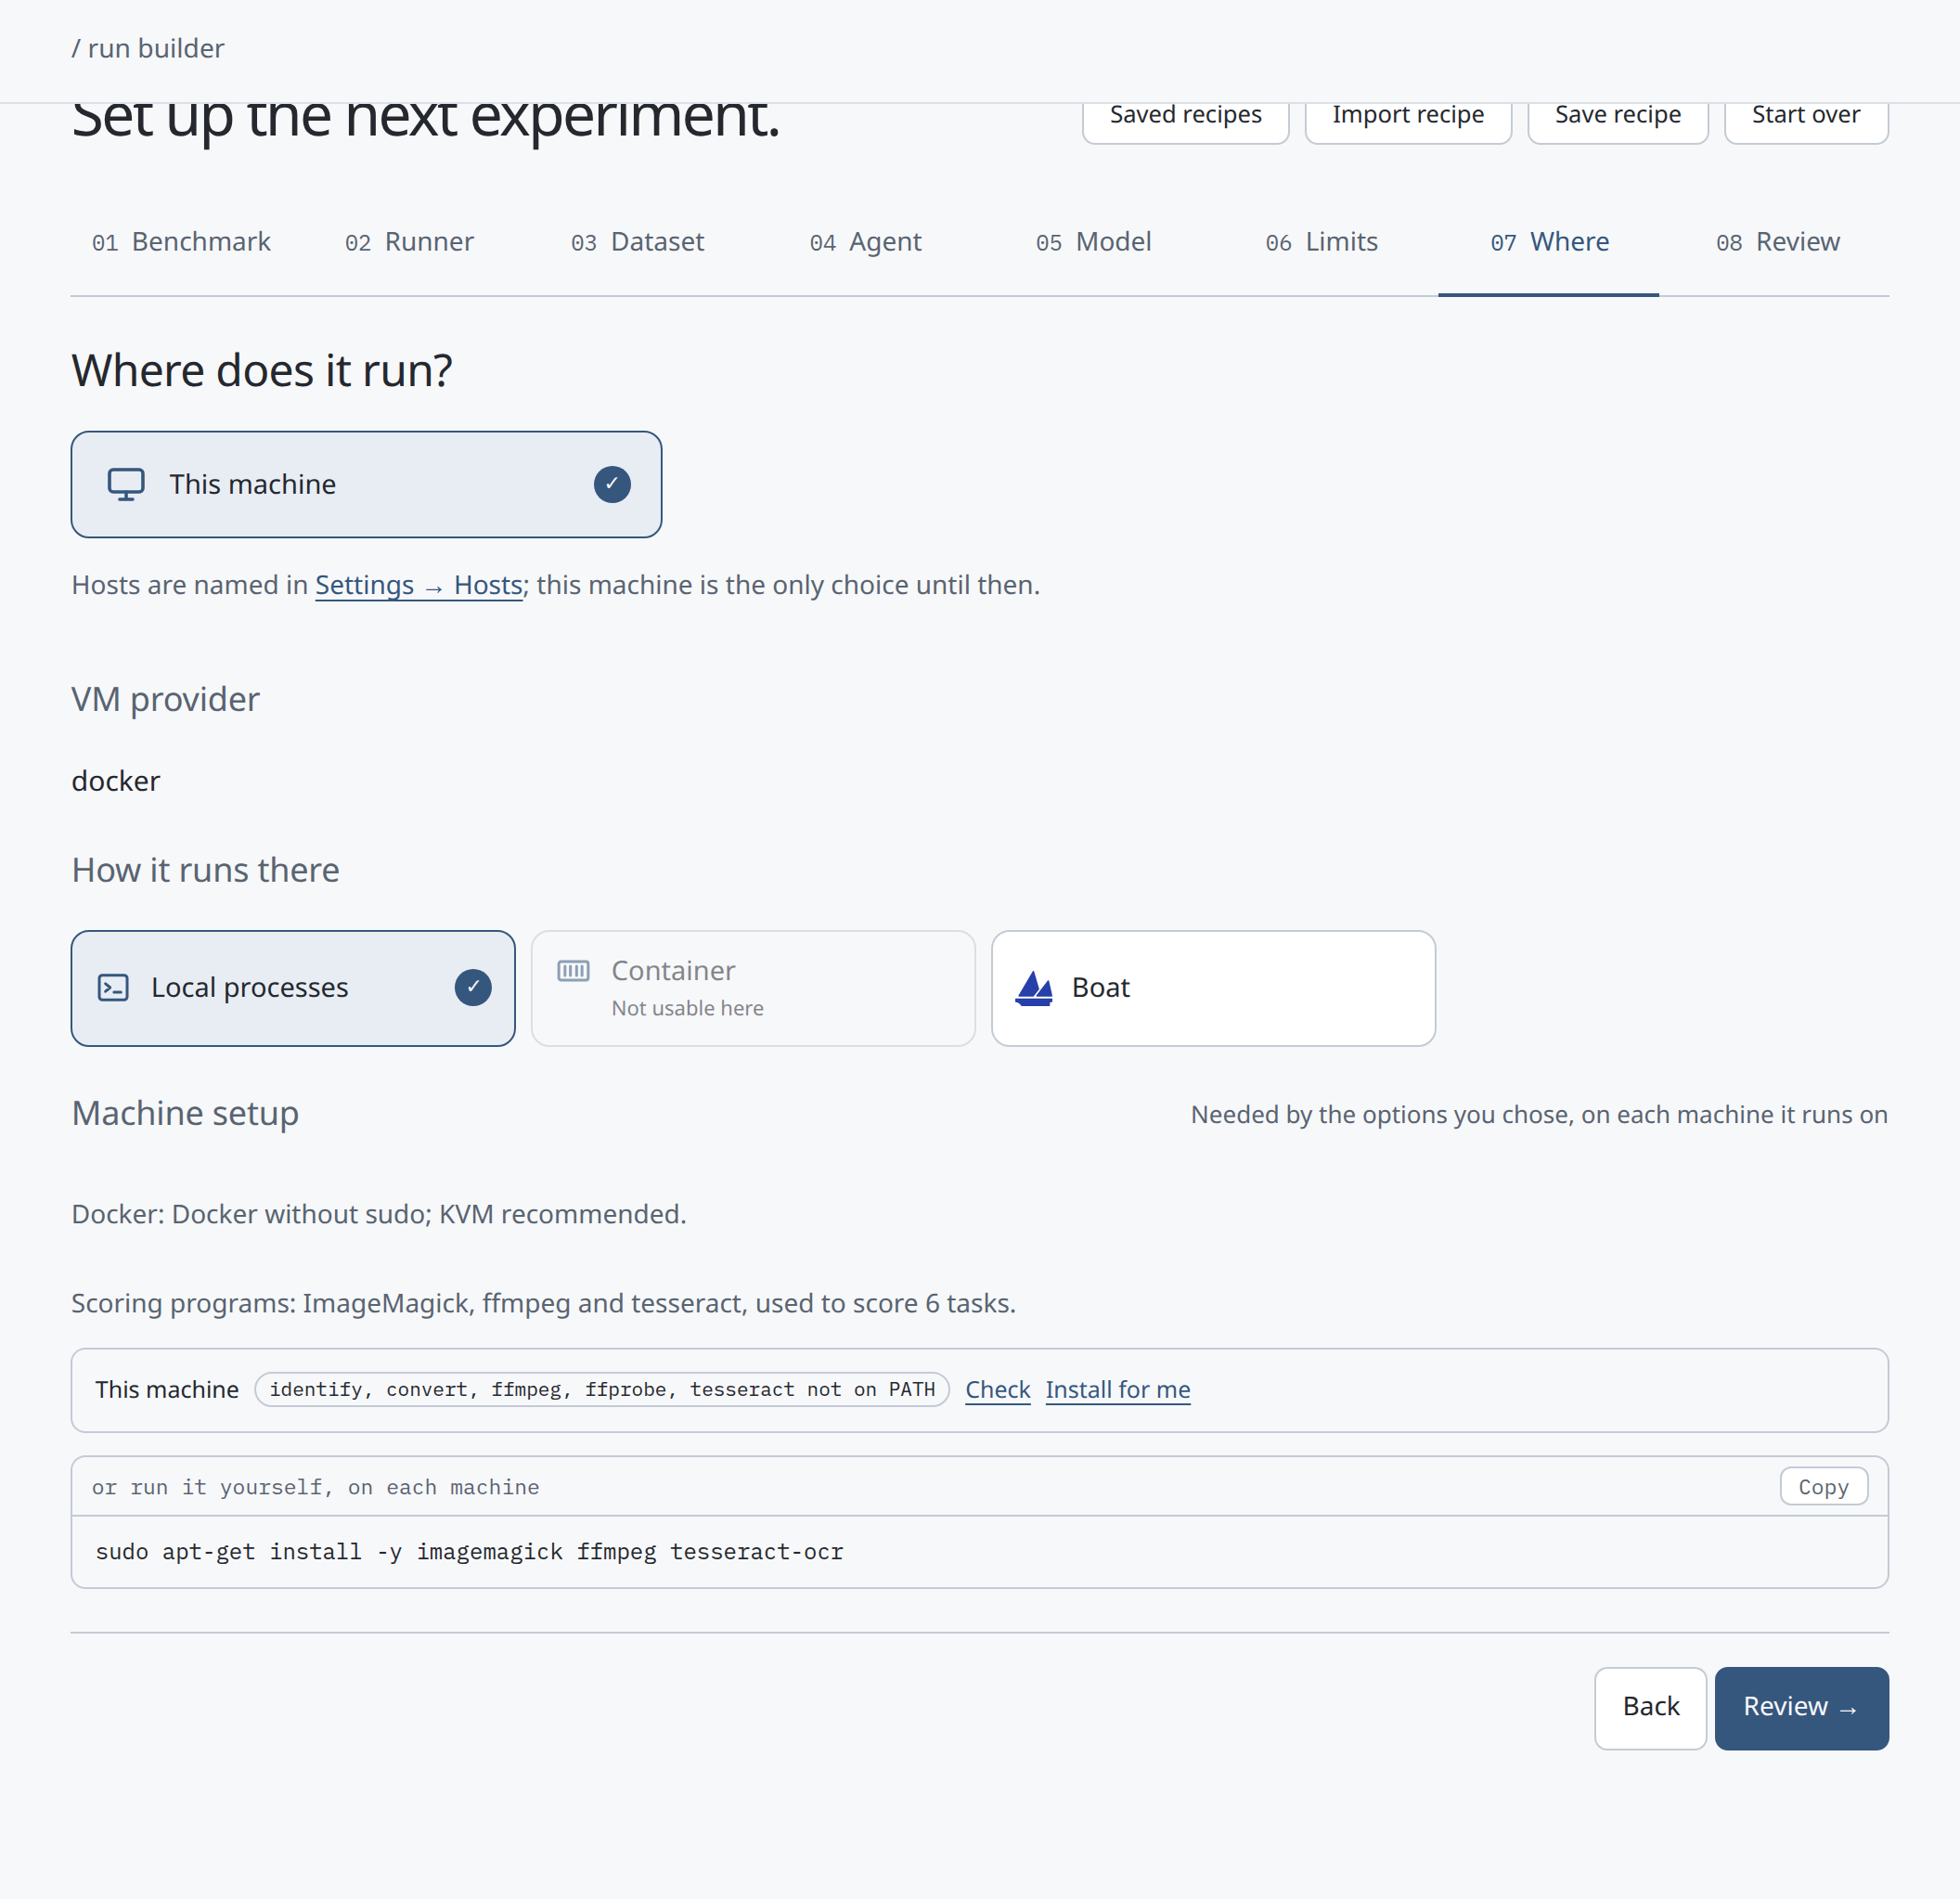 / run builder
Set up the next experiment.
Saved recipes
Import recipe
Save recipe
Start over
01 Benchmark
02 Runner
03 Dataset
04 Agent
05 Model
06 Limits
07 Where
08 Review
Where does it run?
This machine
Hosts are named in Settings → Hosts; this machine is the only choice until then.
VM provider
docker
How it runs there
Local processes
Container
Not usable here
Boat
Machine setup
Needed by the options you chose, on each machine it runs on
Docker: Docker without sudo; KVM recommended.
Scoring programs: ImageMagick, ffmpeg and tesseract, used to score 6 tasks.
This machine identify, convert, ffmpeg, ffprobe, tesseract not on PATH Check Install for me
or run it yourself, on each machine
Copy
sudo apt-get install -y imagemagick ffmpeg tesseract-ocr
Back
Review →